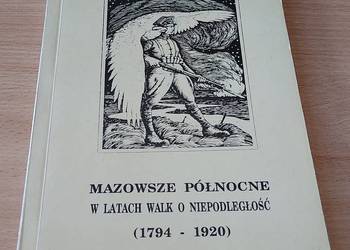 MAZOWSZE PÓŁNOCNE
W LATACH WALK O NIEPODLEGŁOŚĆ
(1794 - 1920)